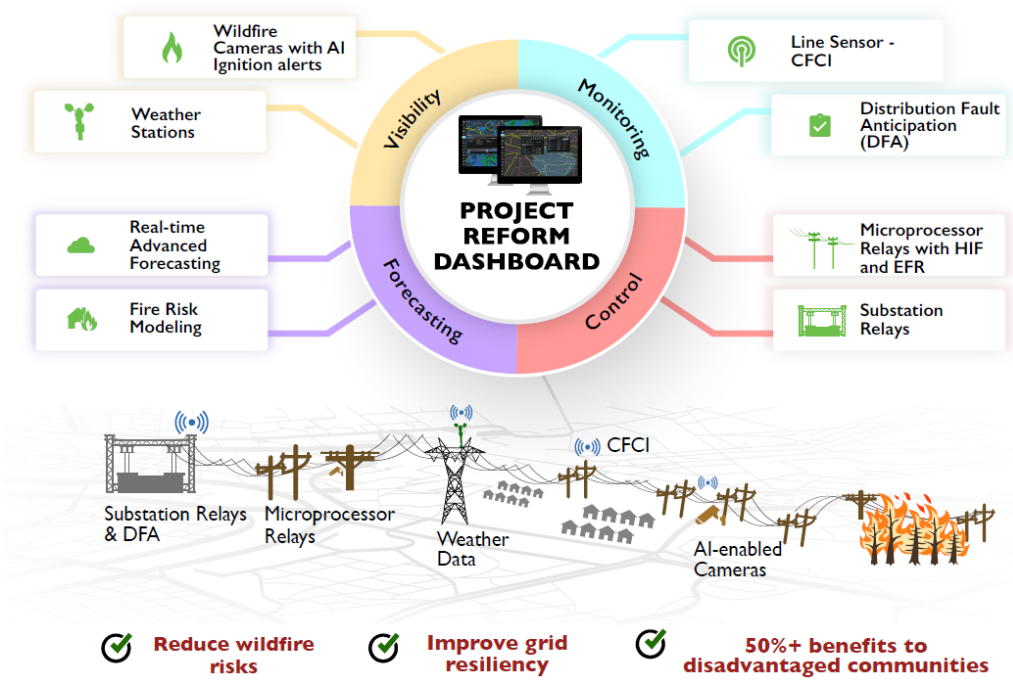 Wildfire
Cameras with AI
Ignition alerts
Weather
Stations
Real-time
Advanced
Forecasting
Fire Risk
Modeling
Visibility
Monitoring
Forecasting
Control
PROJECT
REFORM
DASHBOARD
Line Sensor -
CFCI
Distribution Fault
Anticipation
(DFA)
Microprocessor
Relays with HIF
and EFR
Substation
Relays
CFCI
Substation Relays
& DFA
Microprocessor
Relays
Weather
Data
AI-enabled
Cameras
Reduce wildfire
risks
Improve grid
resiliency
50%+ benefits to
disadvantaged communities